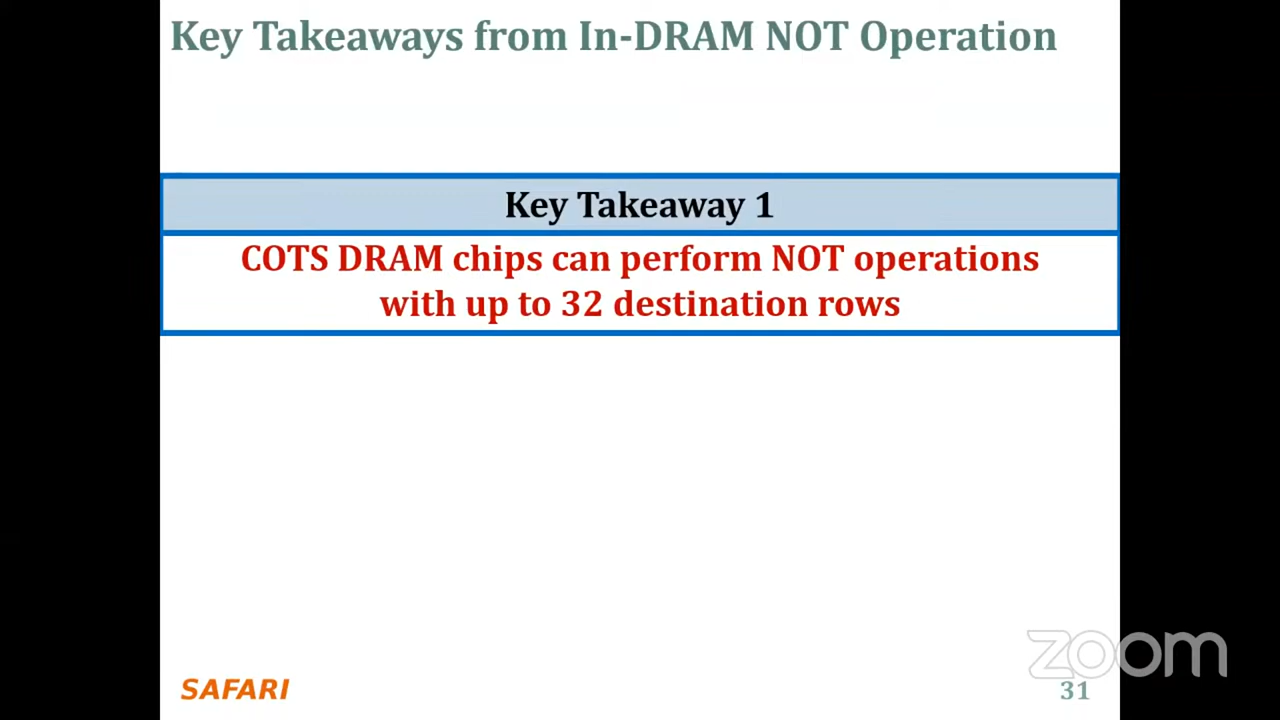 Key Takeaways from In-DRAM NOT Operation
Key Takeaway 1
COTS DRAM chips can perform NOT operations
with up to 32 destination rows
zoom
SAFARI
31